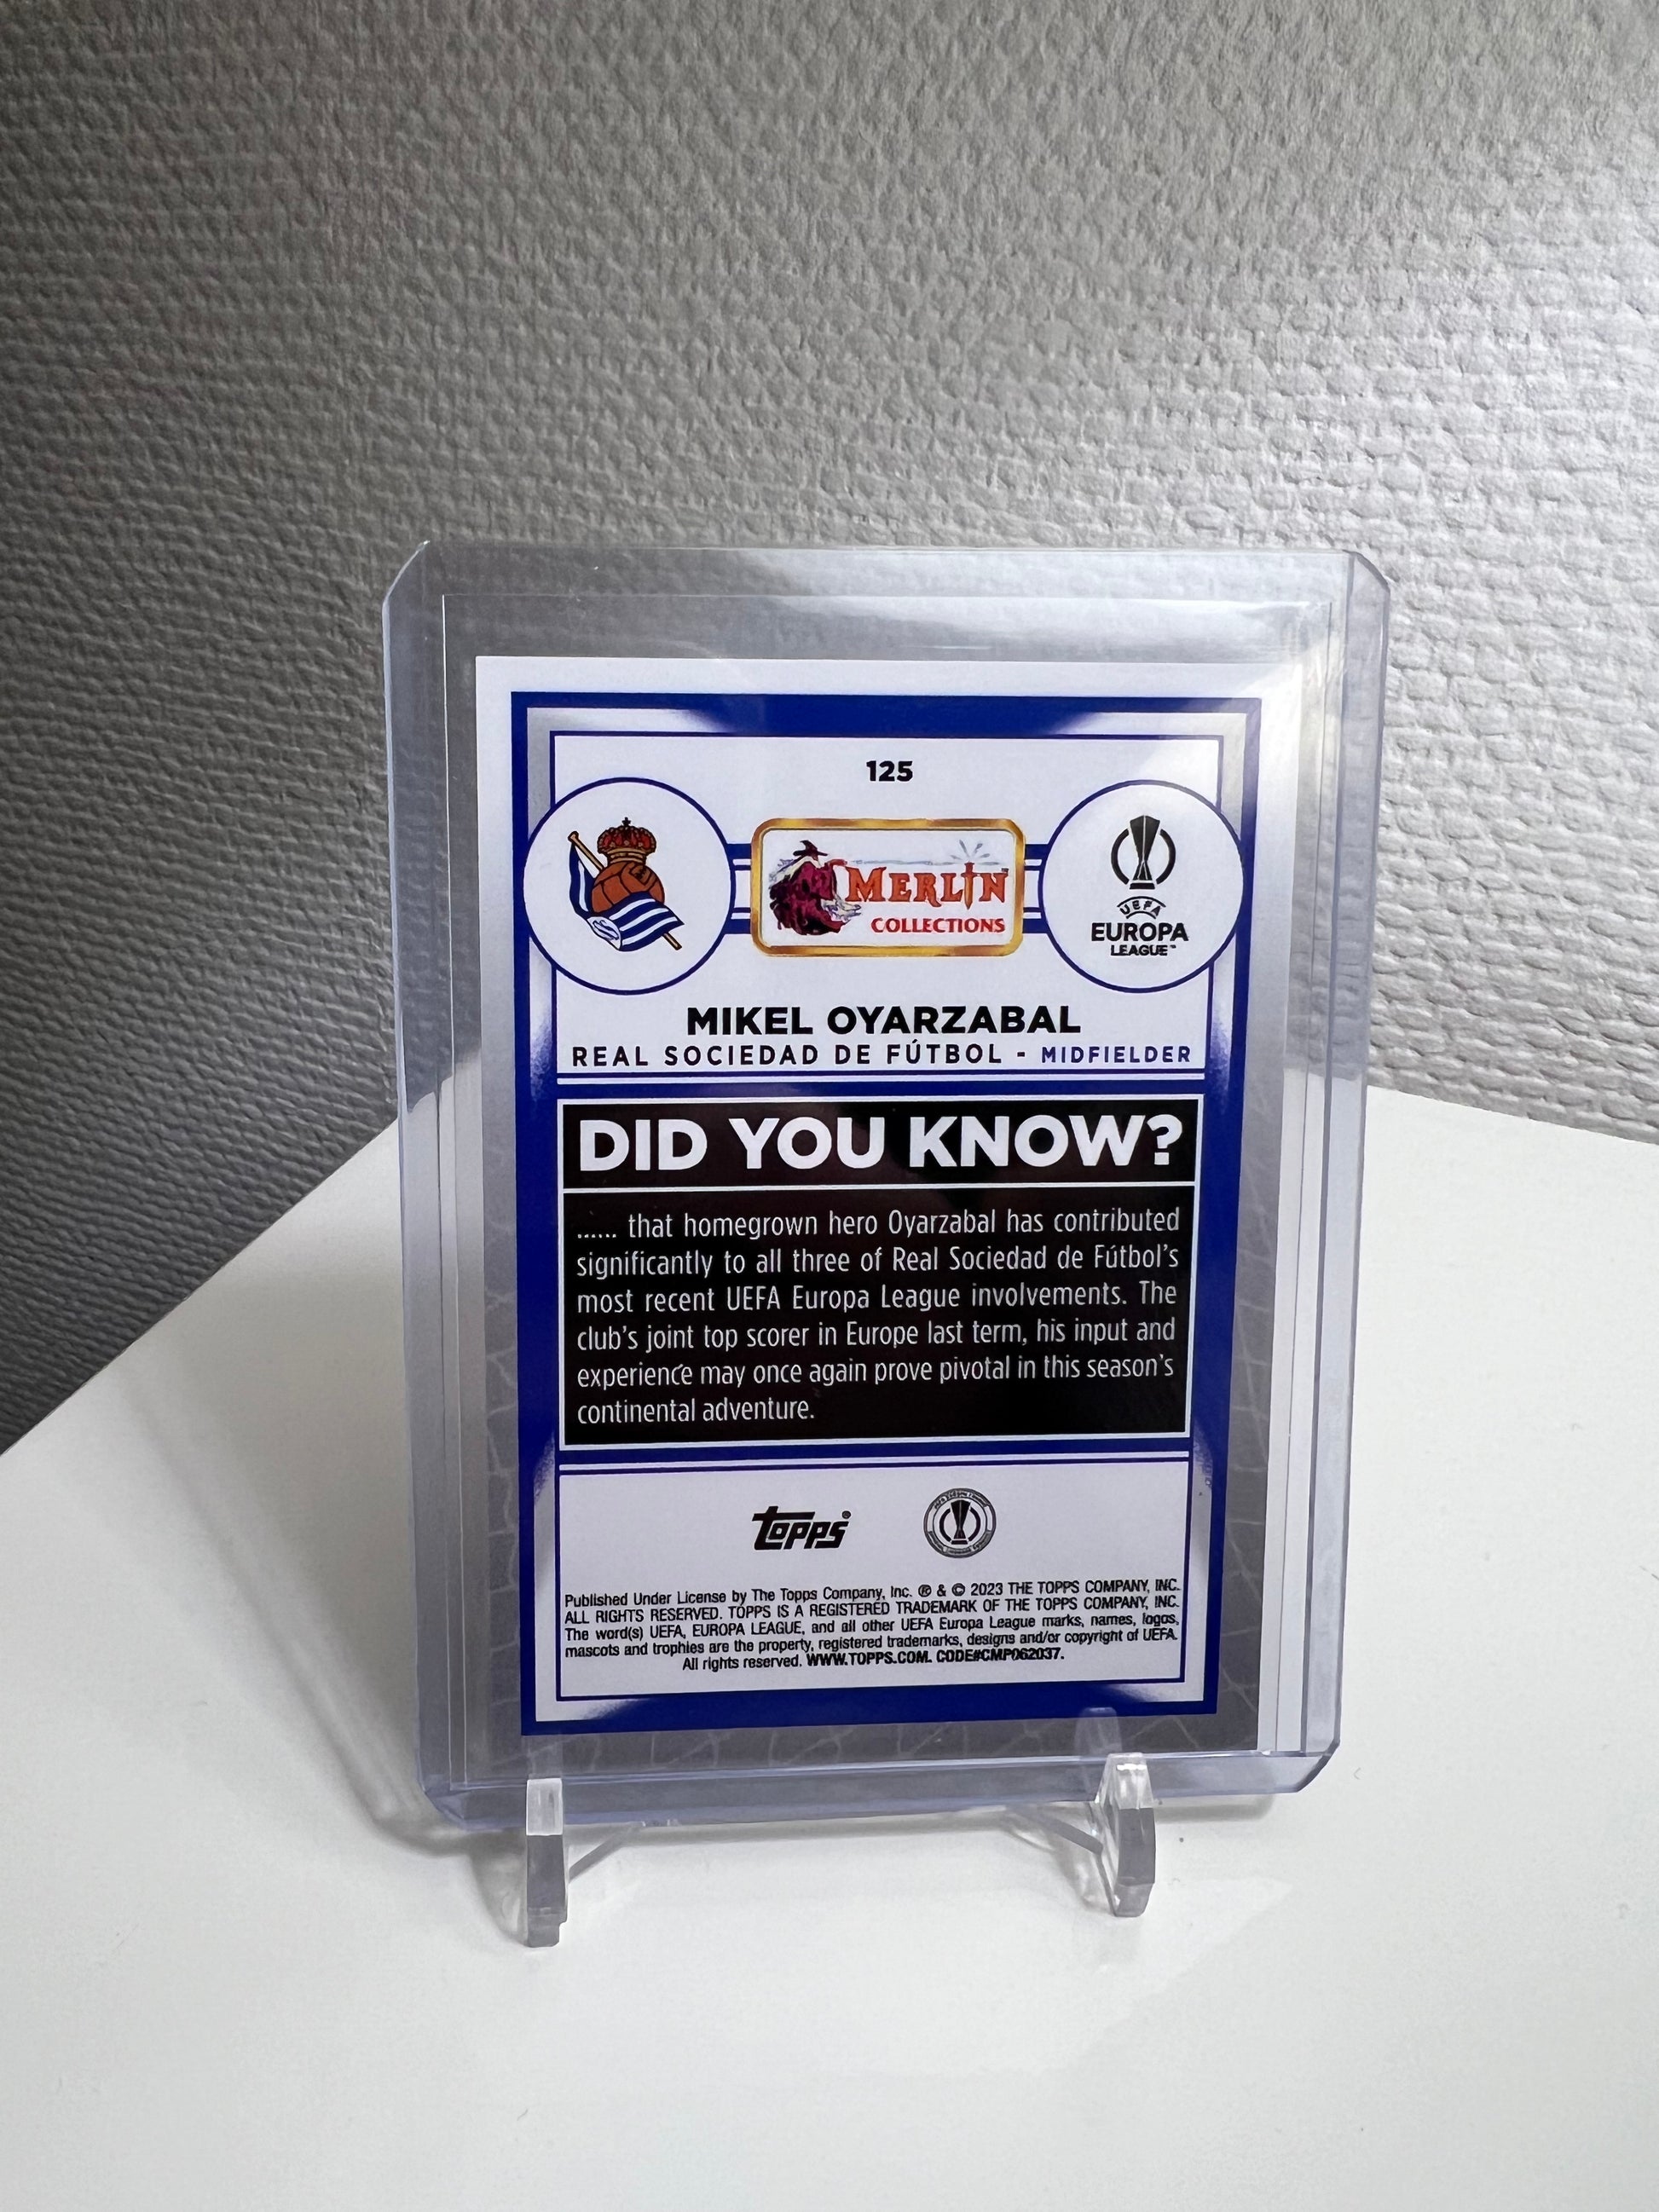 125
MERLIN
COLLECTIONS
UEFA
EUROPA
LEAGUE™
MIKEL OYARZABAL
REAL SOCIEDAD DE FÚTBOL - MIDFIELDER
DID YOU KNOW?
...... that homegrown hero Oyarzabal has contributed
significantly to all three of Real Sociedad de Fútbol's
most recent UEFA Europa League involvements. The
club's joint top scorer in Europe last term, his input and
experience may once again prove pivotal in this season's
continental adventure.
topps®
Published Under License by The Topps Company, Inc. ® & © 2023 THE TOPPS COMPANY, INC.
ALL RIGHTS RESERVED. TOPPS IS A REGISTERED TRADEMARK OF THE TOPPS COMPANY, INC.
The word(s) UEFA, EUROPA LEAGUE, and all other UEFA Europa League marks, names, logos,
mascots and trophies are the property, registered trademarks, designs and/or copyright of UEFA.
All rights reserved. WWW.TOPPS.COM. CODE#CMP062037.